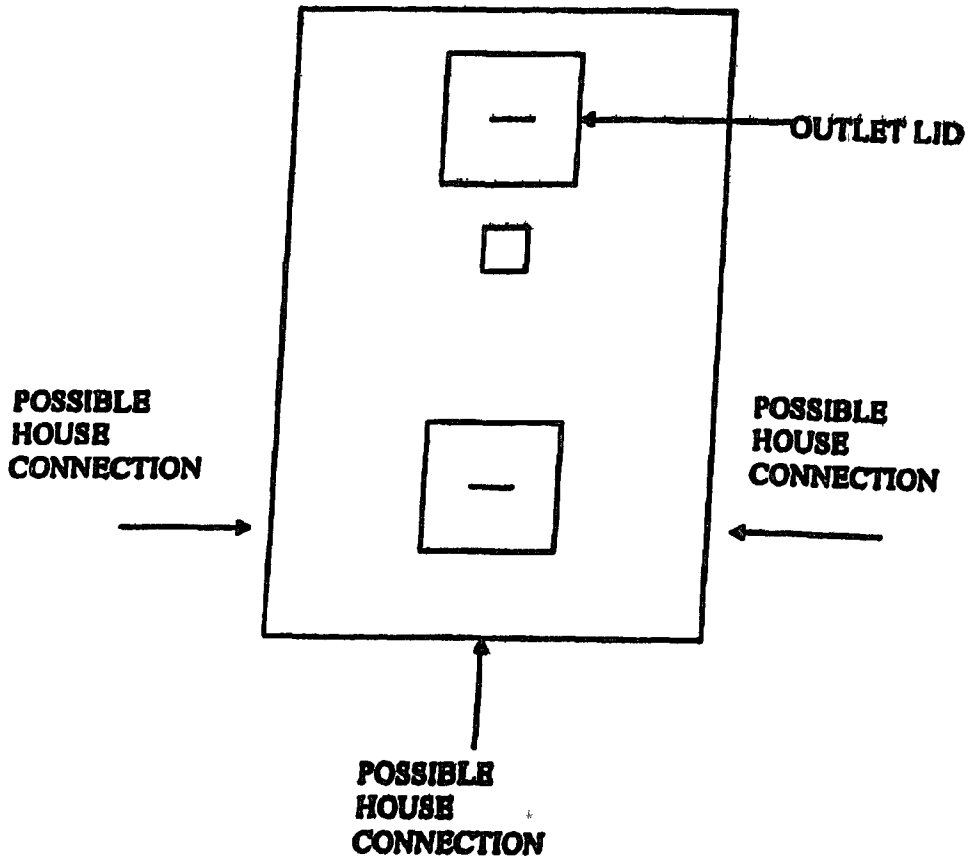 OUTLET LID
POSSIBLE
HOUSE
CONNECTION
POSSIBLE
HOUSE
CONNECTION
POSSIBLE
HOUSE
CONNECTION